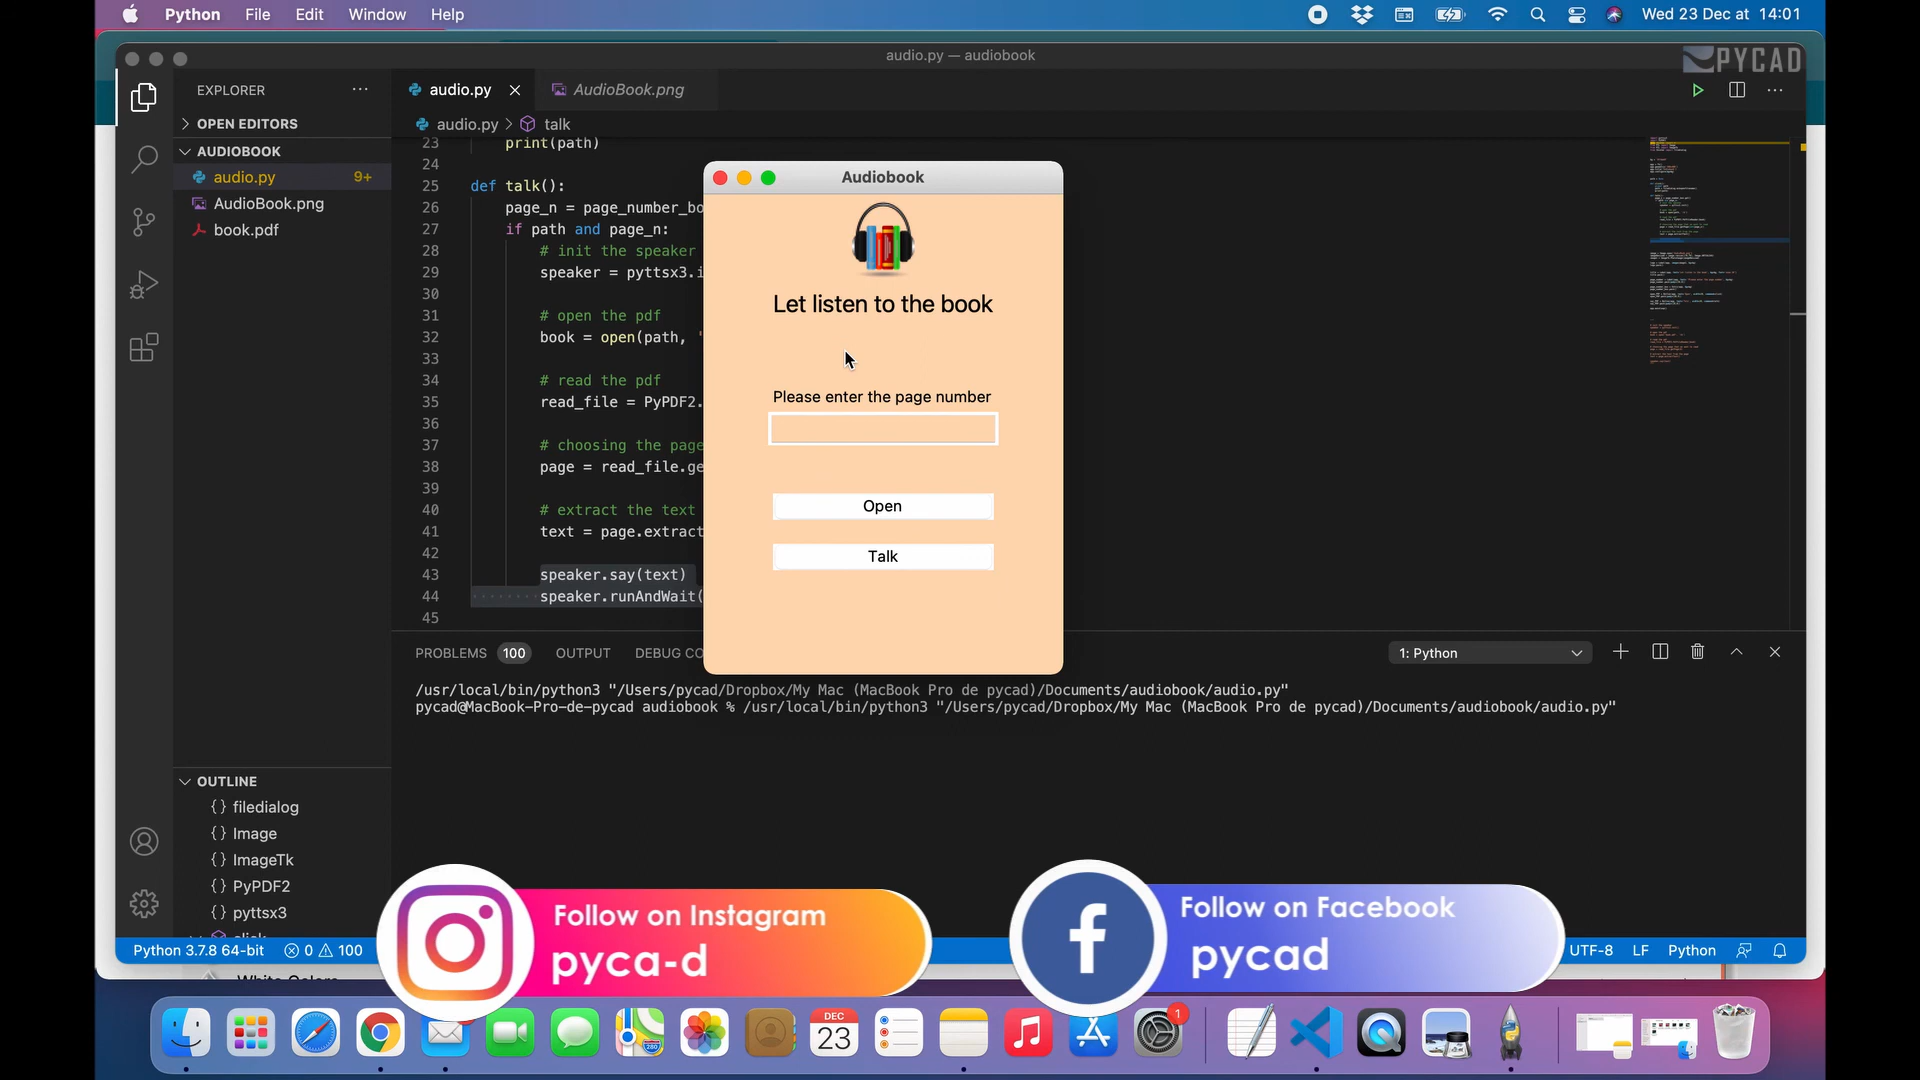 Python File Edit Window Help Wed 23 Dec at 14:01
audio.py — audiobook
PYCAD
EXPLORER
audio.py
AudioBook.png
OPEN EDITORS
audio.py > talk
AUDIOBOOK
audio.py 9+
AudioBook.png
book.pdf
23 print(path)
24
25 def talk():
26 page_n = page_number_bo
27 if path and page_n:
28 # init the speaker
29 speaker = pyttsx3.i
30
31 # open the pdf
32 book = open(path, '
33
34 # read the pdf
35 read_file = PyPDF2.
36
37 # choosing the page
38 page = read_file.ge
39
40 # extract the text
41 text = page.extract
42
43 speaker.say(text)
44 speaker.runAndWait(
45
Audiobook
Let listen to the book
Please enter the page number
Open
Talk
PROBLEMS 100 OUTPUT DEBUG CO
1: Python
/usr/local/bin/python3 "/Users/pycad/Dropbox/My Mac (MacBook Pro de pycad)/Documents/audiobook/audio.py"
pycad@MacBook-Pro-de-pycad audiobook % /usr/local/bin/python3 "/Users/pycad/Dropbox/My Mac (MacBook Pro de pycad)/Documents/audiobook/audio.py"
OUTLINE
{} filedialog
{} Image
{} ImageTk
{} PyPDF2
{} pyttsx3
Python 3.7.8 64-bit 0 100
UTF-8 LF Python
Follow on Instagram
pyca-d
Follow on Facebook
pycad
DEC
23
280
1